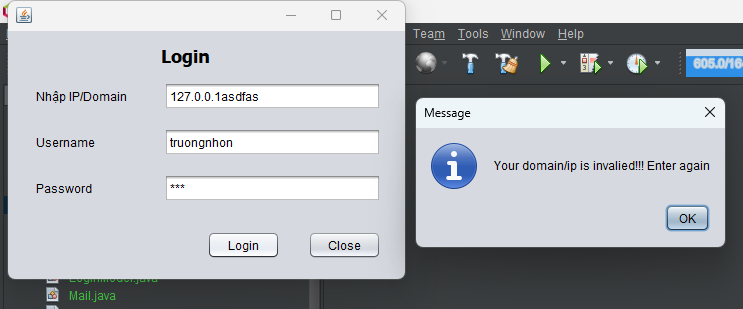 Team Tools Window Help
Login
Nhập IP/Domain 127.0.0.1asdfas
Username truongnhon
Password ***
Login Close
605.0/16
Message
Your domain/ip is invalied!!! Enter again
OK
LoginModel.java
Mail.java